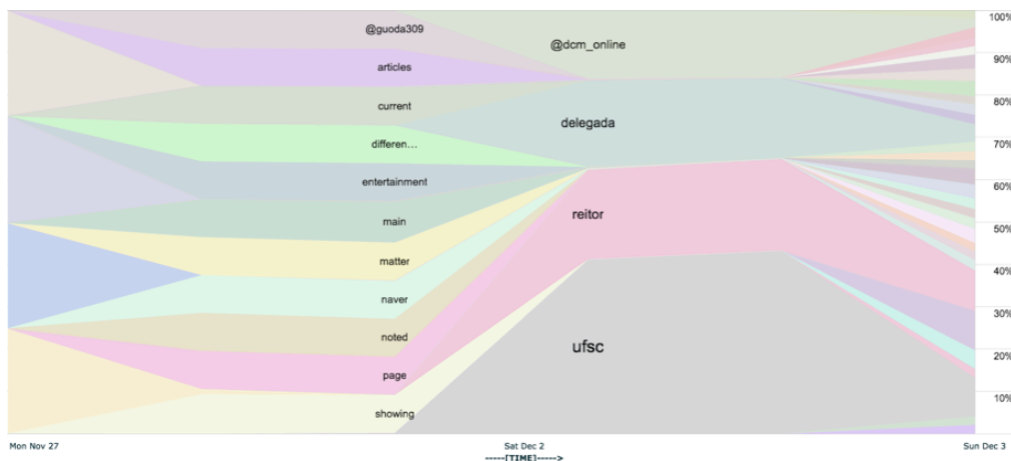 100%
@guoda309
@dcm_online
90%
articles
80%
current
delegada
70%
differen...
60%
entertainment
50%
main
reitor
40%
matter
30%
naver
20%
noted
ufsc
10%
page
showing
Mon Nov 27
Sat Dec 2
Sun Dec 3
-----[TIME]----->